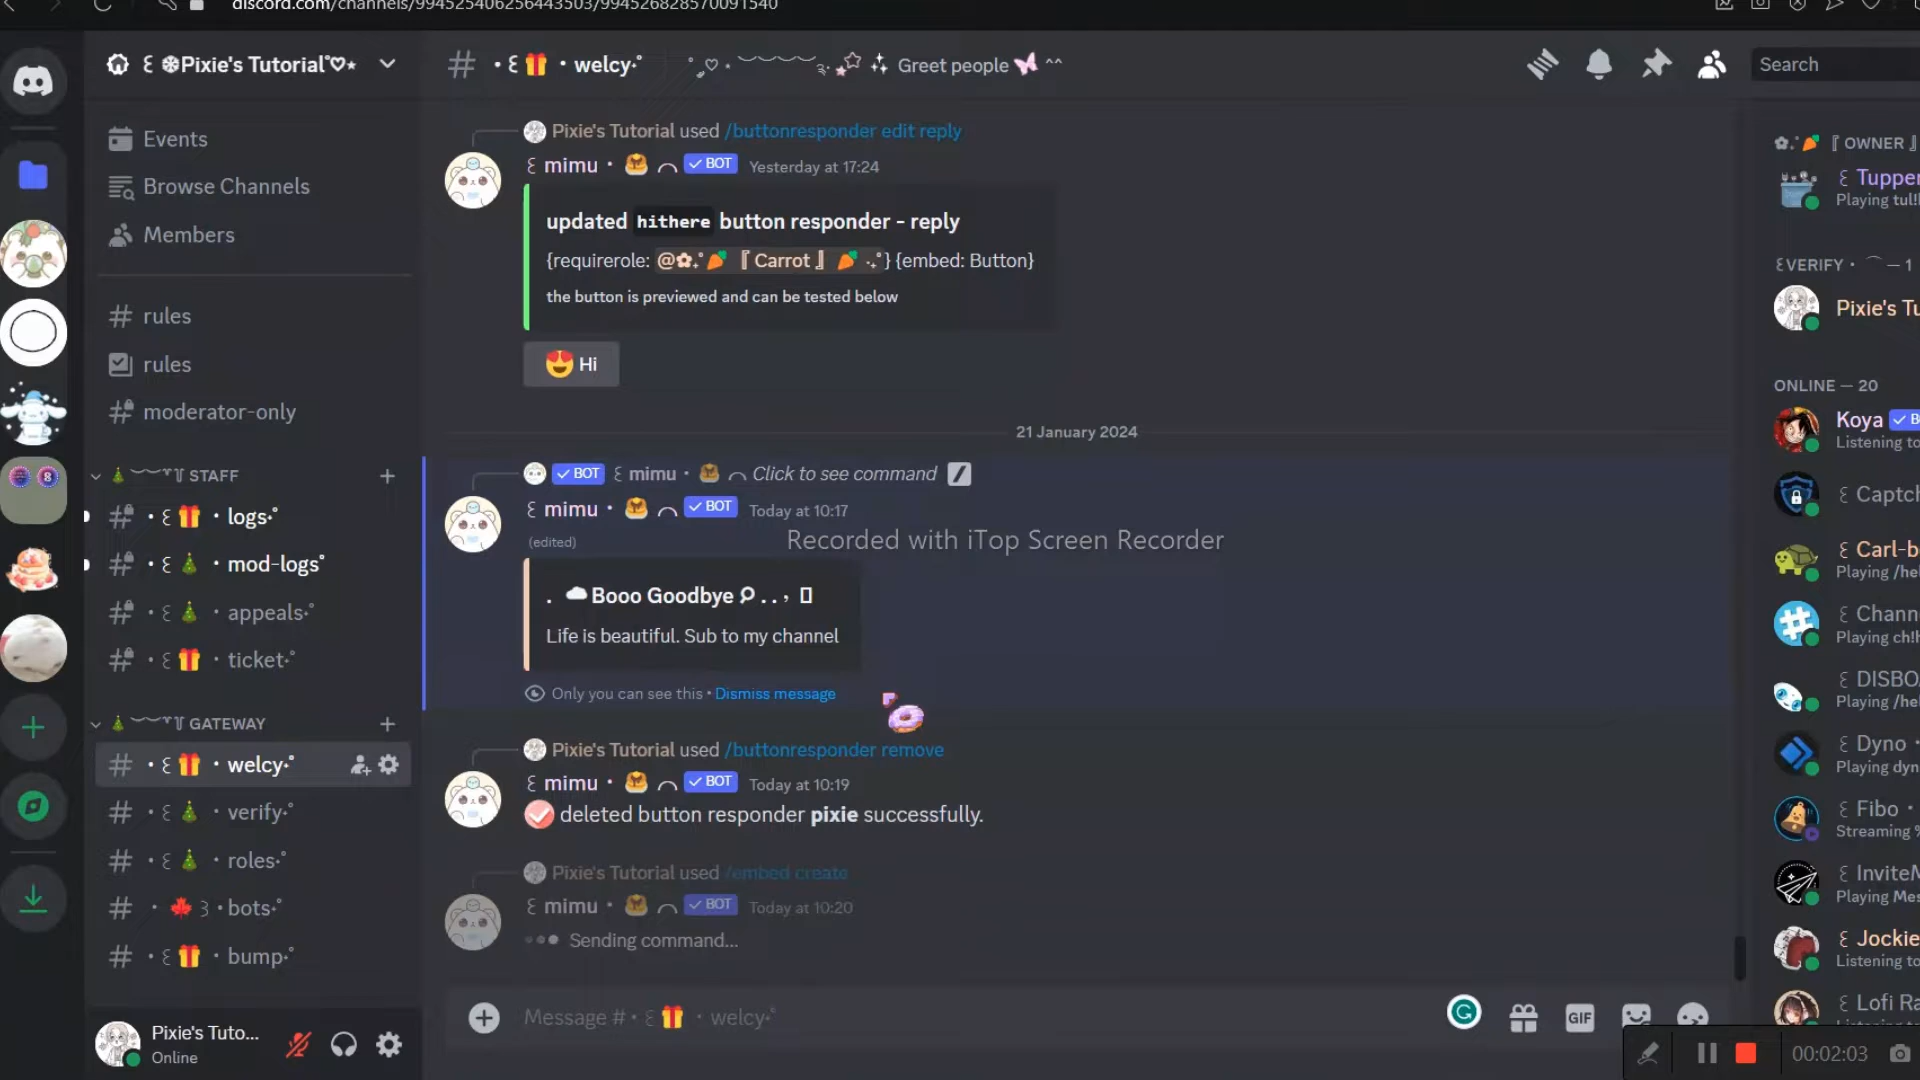 discord.com/channels/994525406256443503/994526828570091540
꒰ ❄Pixie's Tutorial˚♡⋆
# • ꒰🎁・welcy˖˚
Greet people 🦋 ^^
Search
Events
Browse Channels
Members
# rules
rules
moderator-only
STAFF
・꒰🎁・logs˖˚
・꒰🎄・mod-logs˚
・꒰🎄・appeals˖˚
・꒰🎁・ticket˖˚
GATEWAY
# ・꒰🎁・welcy˖˚
# ・꒰🎄・verify˖˚
# ・꒰🎄・roles˖˚
# ・🍁꒱・bots˖˚
# ・꒰🎁・bump˖˚
Pixie's Tuto...
Online
Pixie's Tutorial used /buttonresponder edit reply
꒰ mimu・ ✓ BOT Yesterday at 17:24
updated hithere button responder - reply
{requirerole: @✿˖˚🥕『Carrot』🥕 ·˖˚} {embed: Button}
the button is previewed and can be tested below
😍 Hi
21 January 2024
✓ BOT ꒰ mimu・ Click to see command
꒰ mimu・ ✓ BOT Today at 10:17
(edited)
Recorded with iTop Screen Recorder
. ☁Booo Goodbye . . ,
Life is beautiful. Sub to my channel
Only you can see this • Dismiss message
Pixie's Tutorial used /buttonresponder remove
꒰ mimu・ ✓ BOT Today at 10:19
deleted button responder pixie successfully.
Pixie's Tutorial used /embed create
꒰ mimu・ ✓ BOT Today at 10:20
Sending command...
Message #・꒰🎁・welcy˖˚
GIF
✿˖˚🥕『OWNER』
꒰ Tupper
Playing tul!
꒰VERIFY・ ⌒ — 1
Pixie's Tu
ONLINE — 20
Koya ✓ B
Listening to
꒰ Captch
꒰ Carl-b
Playing /hel
꒰ Chann
Playing ch!h
꒰ DISBO
Playing /hel
꒰ Dyno・
Playing dyn
꒰ Fibo・
Streaming
꒰ InviteM
Playing Mes
꒰ Jockie
Listening to
꒰ Lofi Ra
00:02:03